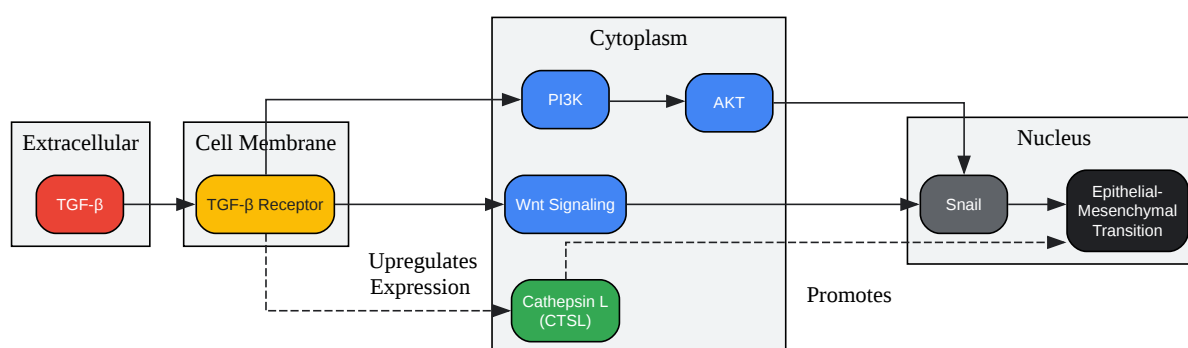 Extracellular
TGF-β
Cell Membrane
TGF-β Receptor
Upregulates
Expression
Cytoplasm
PI3K
AKT
Wnt Signaling
Cathepsin L
(CTSL)
Promotes
Nucleus
Snail
Epithelial-
Mesenchymal
Transition